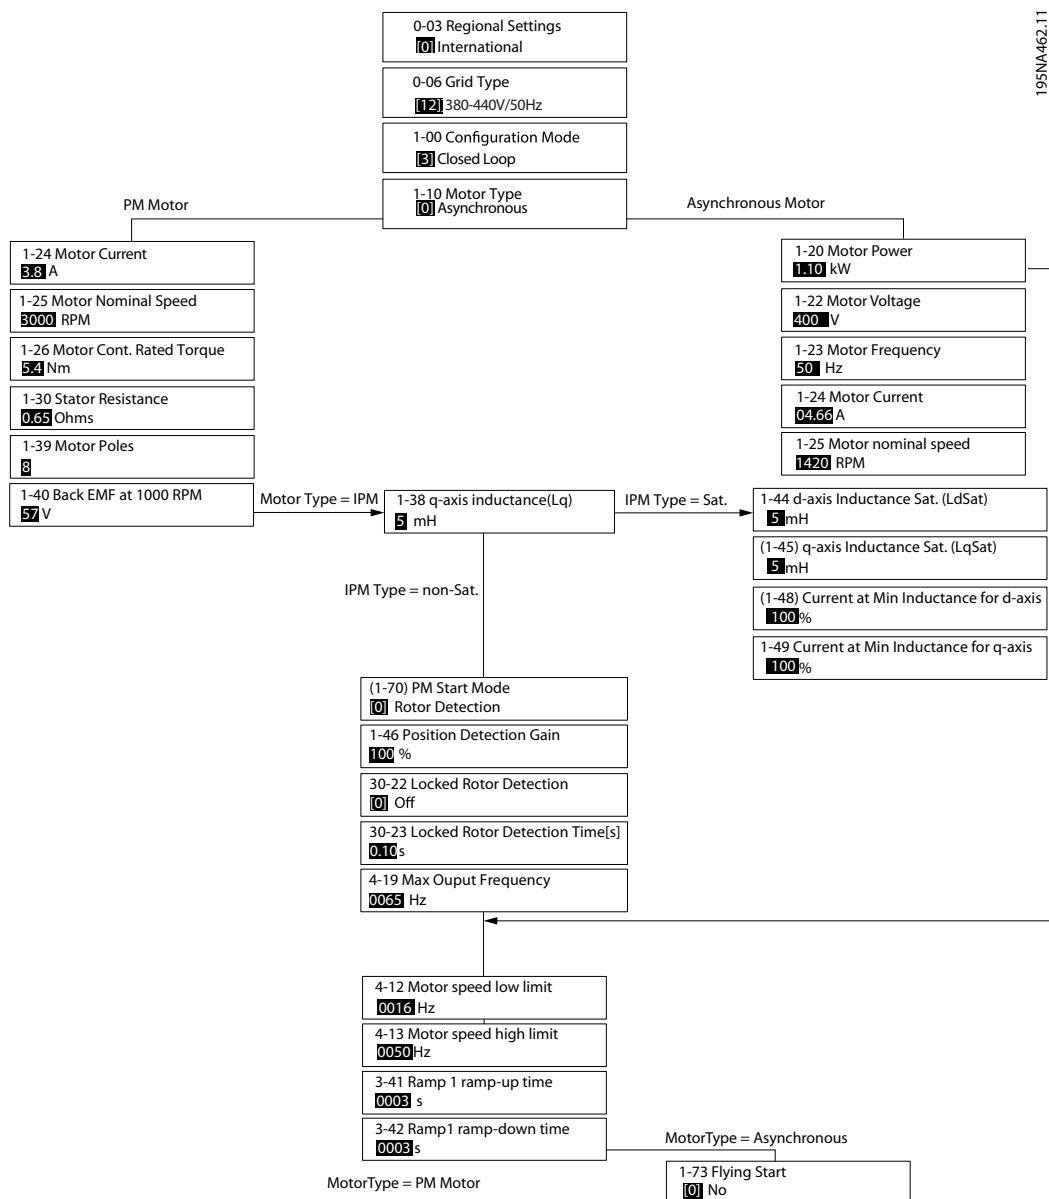 195NA462.11
0-03 Regional Settings
[0] International
0-06 Grid Type
[12] 380-440V/50Hz
1-00 Configuration Mode
[3] Closed Loop
1-10 Motor Type
[0] Asynchronous
PM Motor
Asynchronous Motor
1-24 Motor Current
3.8 A
1-25 Motor Nominal Speed
3000 RPM
1-26 Motor Cont. Rated Torque
5.4 Nm
1-30 Stator Resistance
0.65 Ohms
1-39 Motor Poles
8
1-40 Back EMF at 1000 RPM
57 V
1-20 Motor Power
1.10 kW
1-22 Motor Voltage
400 V
1-23 Motor Frequency
50 Hz
1-24 Motor Current
04.66 A
1-25 Motor nominal speed
1420 RPM
Motor Type = IPM
1-38 q-axis inductance(Lq)
5 mH
IPM Type = Sat.
1-44 d-axis Inductance Sat. (LdSat)
5 mH
(1-45) q-axis Inductance Sat. (LqSat)
5 mH
(1-48) Current at Min Inductance for d-axis
100 %
1-49 Current at Min Inductance for q-axis
100 %
IPM Type = non-Sat.
(1-70) PM Start Mode
[0] Rotor Detection
1-46 Position Detection Gain
100 %
30-22 Locked Rotor Detection
[0] Off
30-23 Locked Rotor Detection Time[s]
0.10 s
4-19 Max Ouput Frequency
0065 Hz
4-12 Motor speed low limit
0016 Hz
4-13 Motor speed high limit
0050 Hz
3-41 Ramp 1 ramp-up time
0003 s
3-42 Ramp1 ramp-down time
0003 s
MotorType = Asynchronous
1-73 Flying Start
[0] No
MotorType = PM Motor